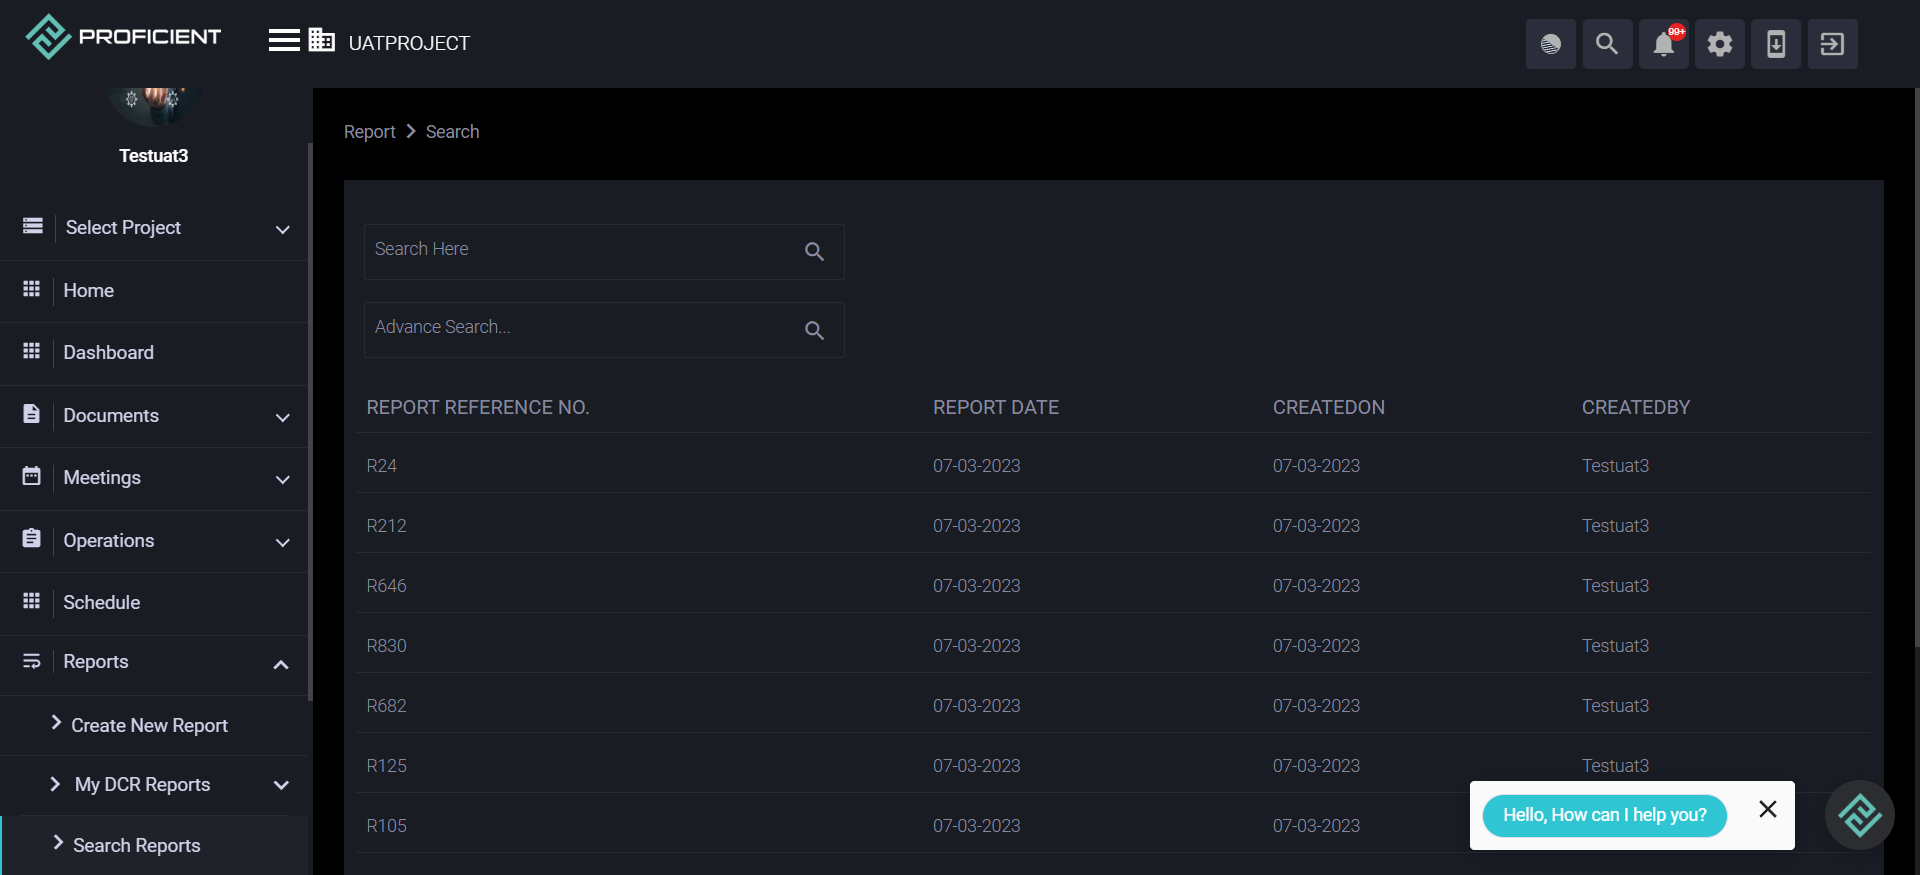 PROFICIENT
UATPROJECT
99+
Testuat3
Select Project
Home
Dashboard
Documents
Meetings
Operations
Schedule
Reports
Create New Report
My DCR Reports
Search Reports
Report > Search
Search Here
Advance Search...
REPORT REFERENCE NO. REPORT DATE CREATEDON CREATEDBY
R24 07-03-2023 07-03-2023 Testuat3
R212 07-03-2023 07-03-2023 Testuat3
R646 07-03-2023 07-03-2023 Testuat3
R830 07-03-2023 07-03-2023 Testuat3
R682 07-03-2023 07-03-2023 Testuat3
R125 07-03-2023 07-03-2023 Testuat3
R105 07-03-2023 07-03-2023
Hello, How can I help you?